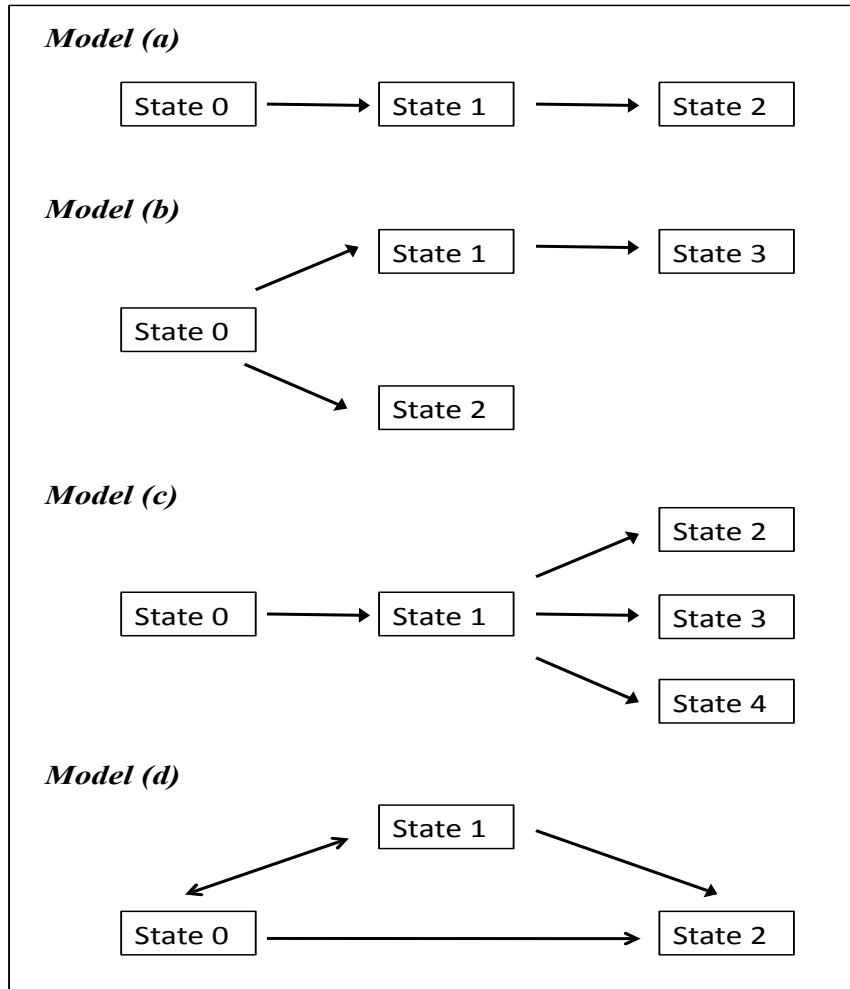 Model (a)
State 0 State 1 State 2
Model (b)
State 1 State 3
State 0
State 2
Model (c)
State 2
State 0 State 1 State 3
State 4
Model (d)
State 1
State 0 State 2